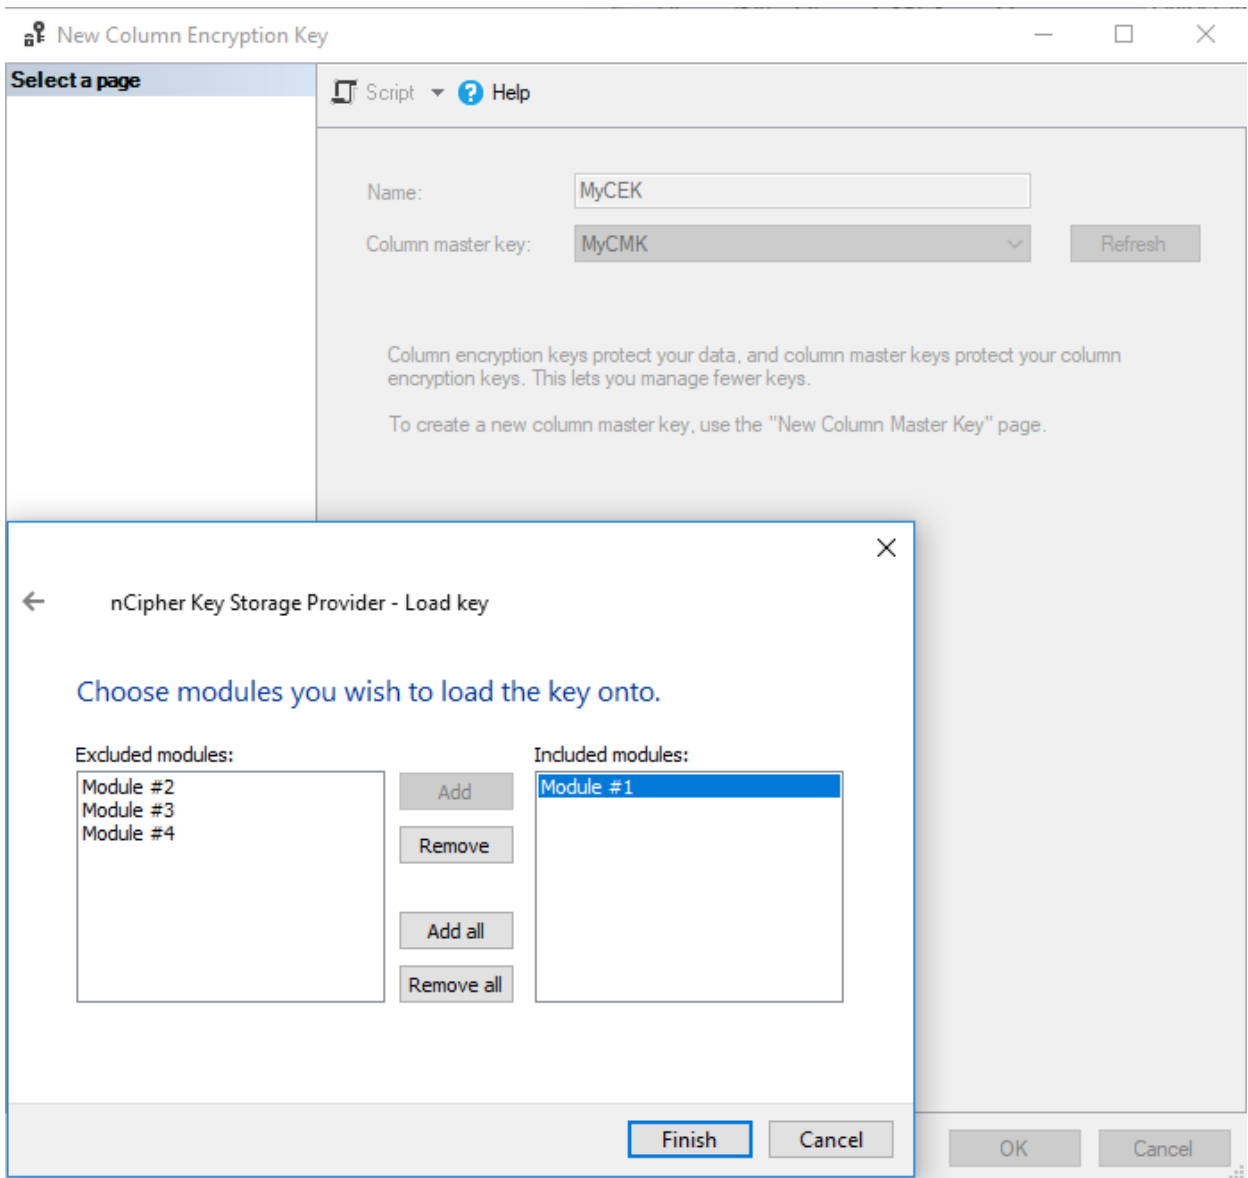 New Column Encryption Key
Select a page
Script
Help
Name:
MyCEK
Column master key:
MyCMK
Refresh
Column encryption keys protect your data, and column master keys protect your column
encryption keys. This lets you manage fewer keys.
To create a new column master key, use the "New Column Master Key" page.
nCipher Key Storage Provider - Load key
Choose modules you wish to load the key onto.
Excluded modules:
Module #2
Module #3
Module #4
Add
Remove
Add all
Remove all
Included modules:
Module #1
Finish
Cancel
OK
Cancel